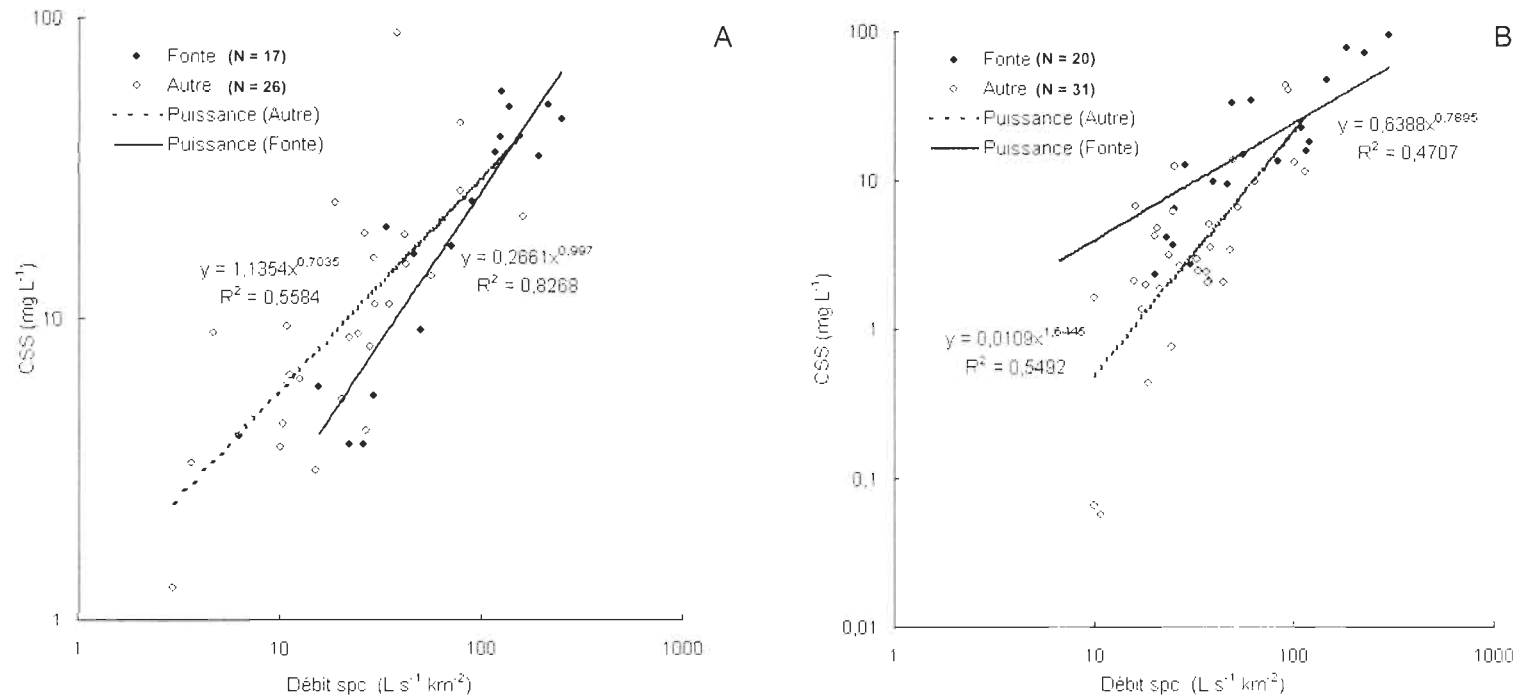 A
Fonte (N = 17)
Autre (N = 26)
Puissance (Autre)
Puissance (Fonte)
y = 1,1354x^0,7035
R² = 0,5584
y = 0,2661x^0,997
R² = 0,8268
CSS (mg L⁻¹)
100
10
1
1 10 100 1000
Débit spc (L s⁻¹ km⁻²)
B
Fonte (N = 20)
Autre (N = 31)
Puissance (Autre)
Puissance (Fonte)
y = 0,6388x^0,7895
R² = 0,4707
y = 0,0109x^1,6445
R² = 0,5492
CSS (mg L⁻¹)
100
10
1
0,1
0,01
1 10 100 1000
Débit spc (L s⁻¹ km⁻²)